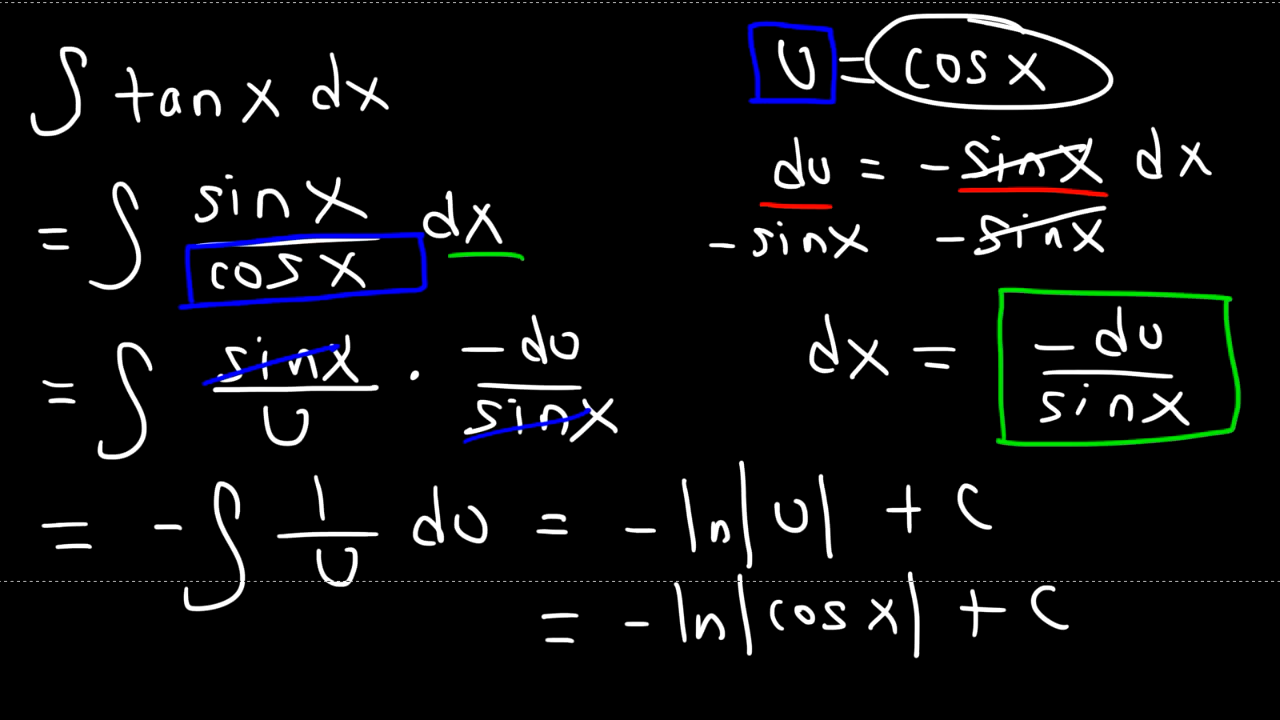 ∫ tan x dx
= ∫ sin x / cos x dx
= ∫ sin x / u · -du / sin x
= - ∫ 1/u du = -ln|u| + C
= -ln|cos x| + C
u = cos x
du = -sin x dx
-sin x -sin x
dx = -du / sin x